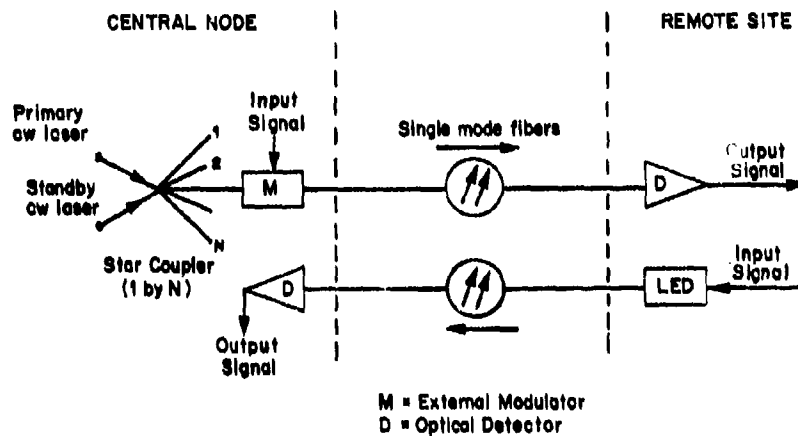 CENTRAL NODE
REMOTE SITE
Primary
cw laser
Standby
cw laser
1
2
N
Star Coupler
(1 by N)
Input
Signal
M
Single mode fibers
D
Output
Signal
D
Output
Signal
LED
Input
Signal
M = External Modulator
D = Optical Detector